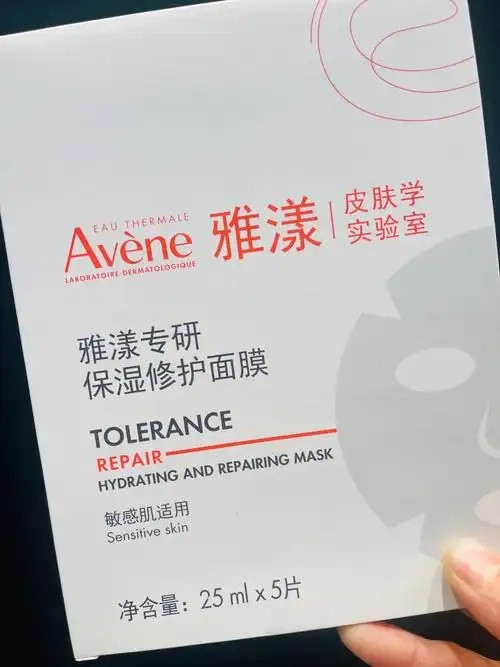 EAU THERMALE
Avène
LABORATOIRE DERMATOLOGIQUE
雅漾
皮肤学
实验室
雅漾专研
保湿修护面膜
TOLERANCE
REPAIR
HYDRATING AND REPAIRING MASK
敏感肌适用
Sensitive skin
净含量：25 ml x 5片